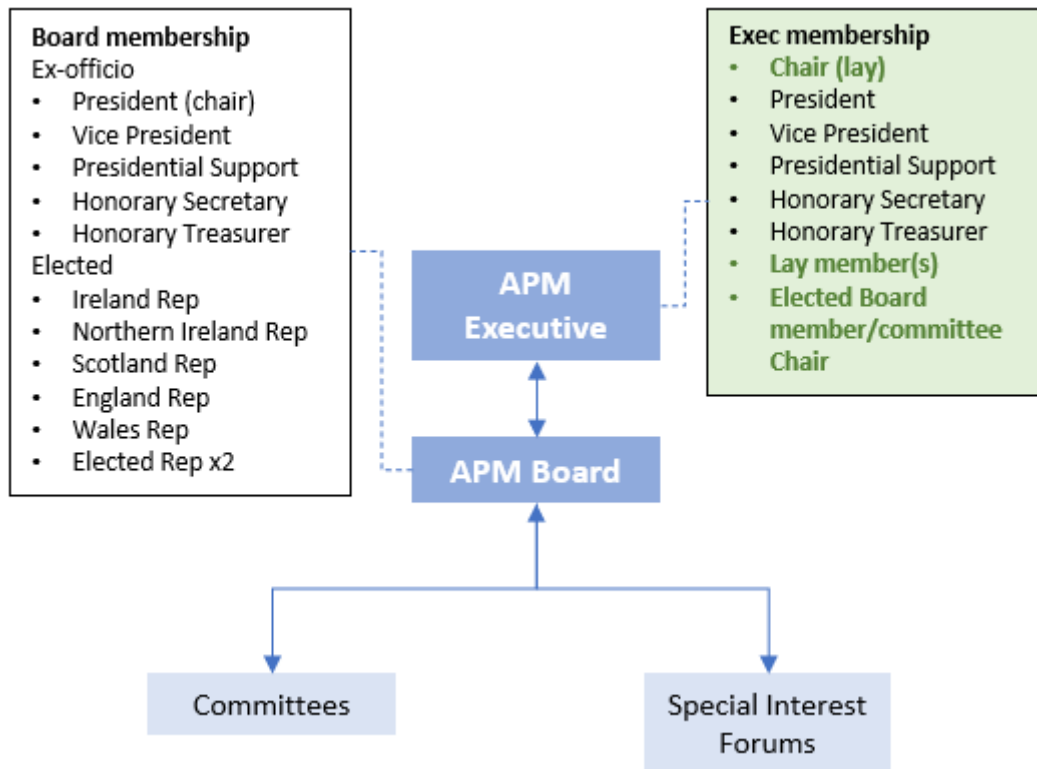 Board membership
Ex-officio
• President (chair)
• Vice President
• Presidential Support
• Honorary Secretary
• Honorary Treasurer
Elected
• Ireland Rep
• Northern Ireland Rep
• Scotland Rep
• England Rep
• Wales Rep
• Elected Rep x2
Exec membership
• Chair (lay)
• President
• Vice President
• Presidential Support
• Honorary Secretary
• Honorary Treasurer
• Lay member(s)
• Elected Board
member/committee
Chair
APM
Executive
APM Board
Committees
Special Interest
Forums